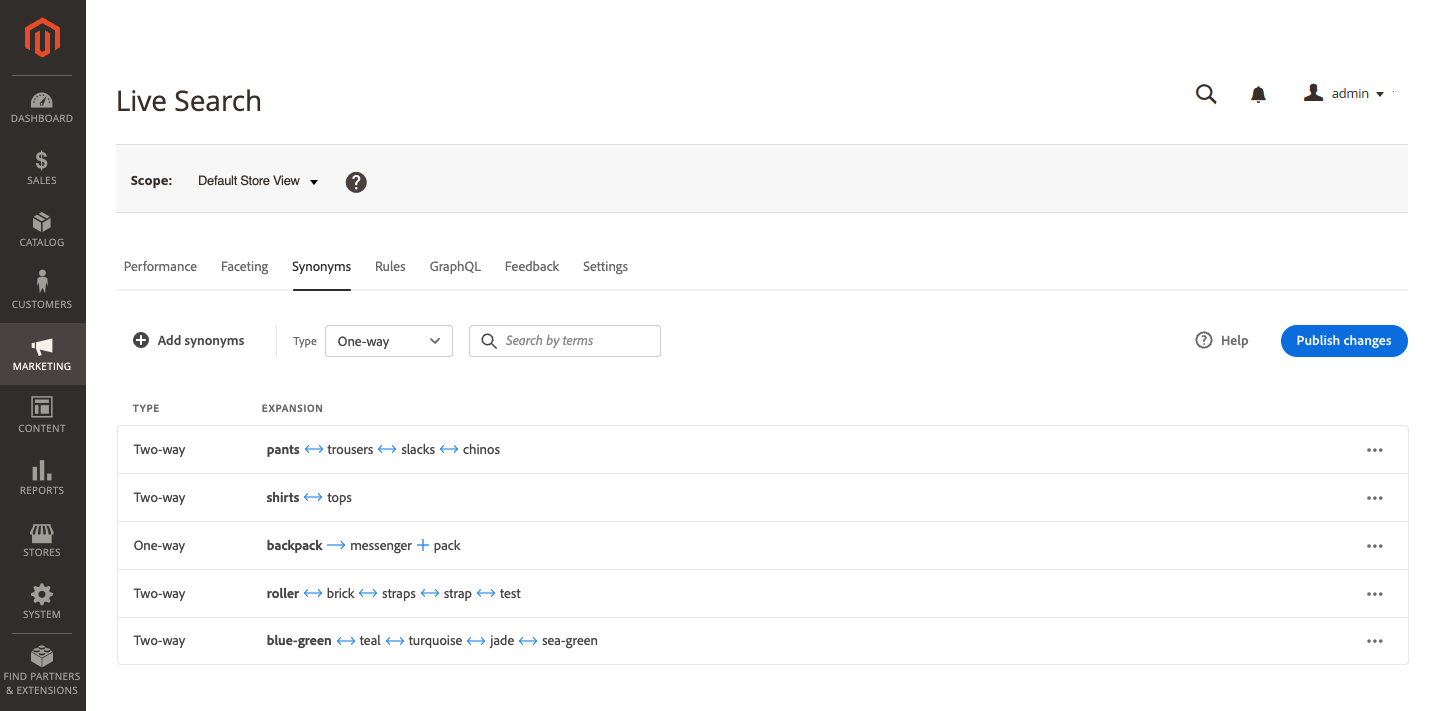 DASHBOARD
SALES
CATALOG
CUSTOMERS
MARKETING
CONTENT
REPORTS
STORES
SYSTEM
FIND PARTNERS
& EXTENSIONS
Live Search
admin
Scope: Default Store View ?
Performance Faceting Synonyms Rules GraphQL Feedback Settings
Add synonyms Type One-way Search by terms ? Help Publish changes
TYPE EXPANSION
Two-way pants ↔ trousers ↔ slacks ↔ chinos
Two-way shirts ↔ tops
One-way backpack → messenger + pack
Two-way roller ↔ brick ↔ straps ↔ strap ↔ test
Two-way blue-green ↔ teal ↔ turquoise ↔ jade ↔ sea-green